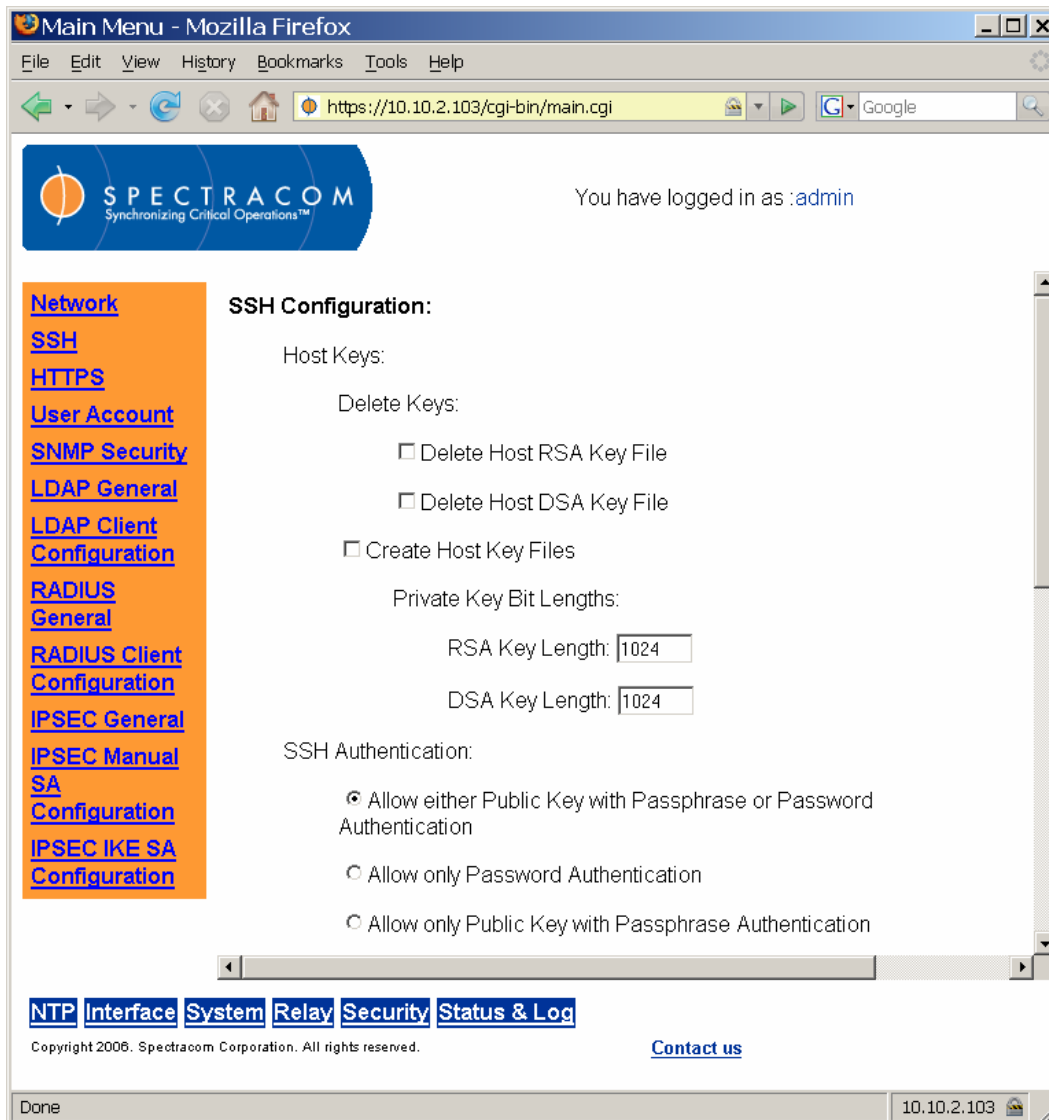 Main Menu - Mozilla Firefox
File Edit View History Bookmarks Tools Help
https://10.10.2.103/cgi-bin/main.cgi
G Google
SPECTRACOM
Synchronizing Critical Operations™
You have logged in as :admin
Network
SSH
HTTPS
User Account
SNMP Security
LDAP General
LDAP Client
Configuration
RADIUS
General
RADIUS Client
Configuration
IPSEC General
IPSEC Manual
SA
Configuration
IPSEC IKE SA
Configuration
SSH Configuration:
Host Keys:
Delete Keys:
Delete Host RSA Key File
Delete Host DSA Key File
Create Host Key Files
Private Key Bit Lengths:
RSA Key Length: 1024
DSA Key Length: 1024
SSH Authentication:
Allow either Public Key with Passphrase or Password
Authentication
Allow only Password Authentication
Allow only Public Key with Passphrase Authentication
NTP Interface System Relay Security Status & Log
Copyright 2006. Spectracom Corporation. All rights reserved.
Contact us
Done
10.10.2.103